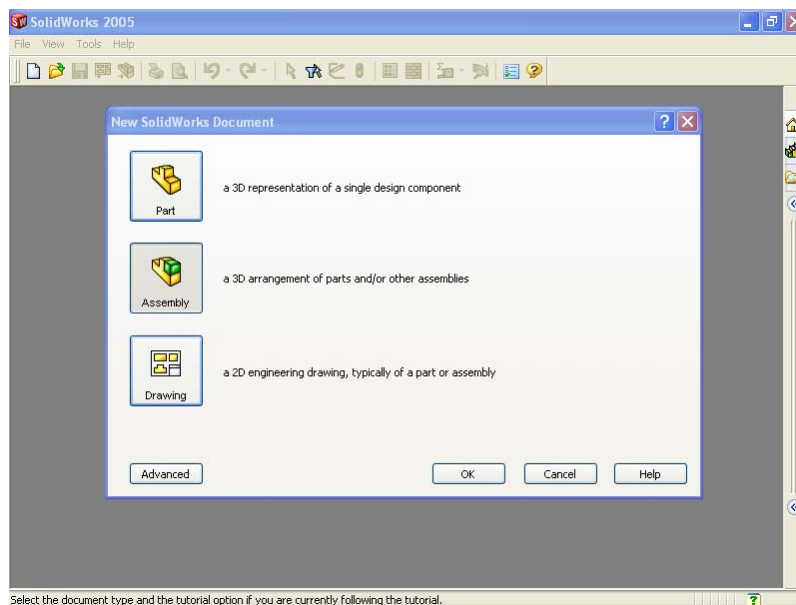 SolidWorks 2005
File View Tools Help
New SolidWorks Document
Part
a 3D representation of a single design component
Assembly
a 3D arrangement of parts and/or other assemblies
Drawing
a 2D engineering drawing, typically of a part or assembly
Advanced OK Cancel Help
Select the document type and the tutorial option if you are currently following the tutorial.